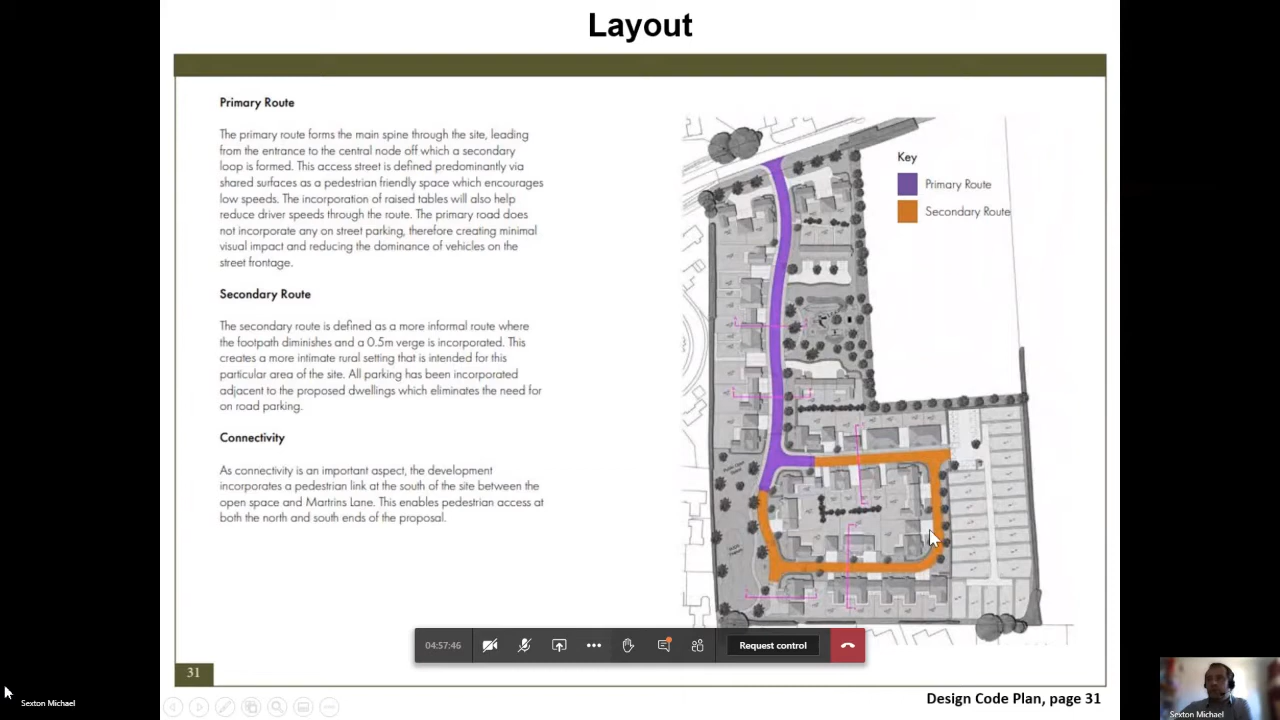 Layout
Primary Route
The primary route forms the main spine through the site, leading
from the entrance to the central node off which a secondary
loop is formed. This access street is defined predominantly via
shared surfaces as a pedestrian friendly space which encourages
low speeds. The incorporation of raised tables will also help
reduce driver speeds through the route. The primary road does
not incorporate any on street parking, therefore creating minimal
visual impact and reducing the dominance of vehicles on the
street frontage.
Secondary Route
The secondary route is defined as a more informal route where
the footpath diminishes and a 0.5m verge is incorporated. This
creates a more intimate rural setting that is intended for this
particular area of the site. All parking has been incorporated
adjacent to the proposed dwellings which eliminates the need for
on road parking.
Connectivity
As connectivity is an important aspect, the development
incorporates a pedestrian link at the south of the site between the
open space and Martins Lane. This enables pedestrian access at
both the north and south ends of the proposal.
Key
Primary Route
Secondary Route
04:57:46
Request control
31
Design Code Plan, page 31
Sexton Michael
Sexton Michael